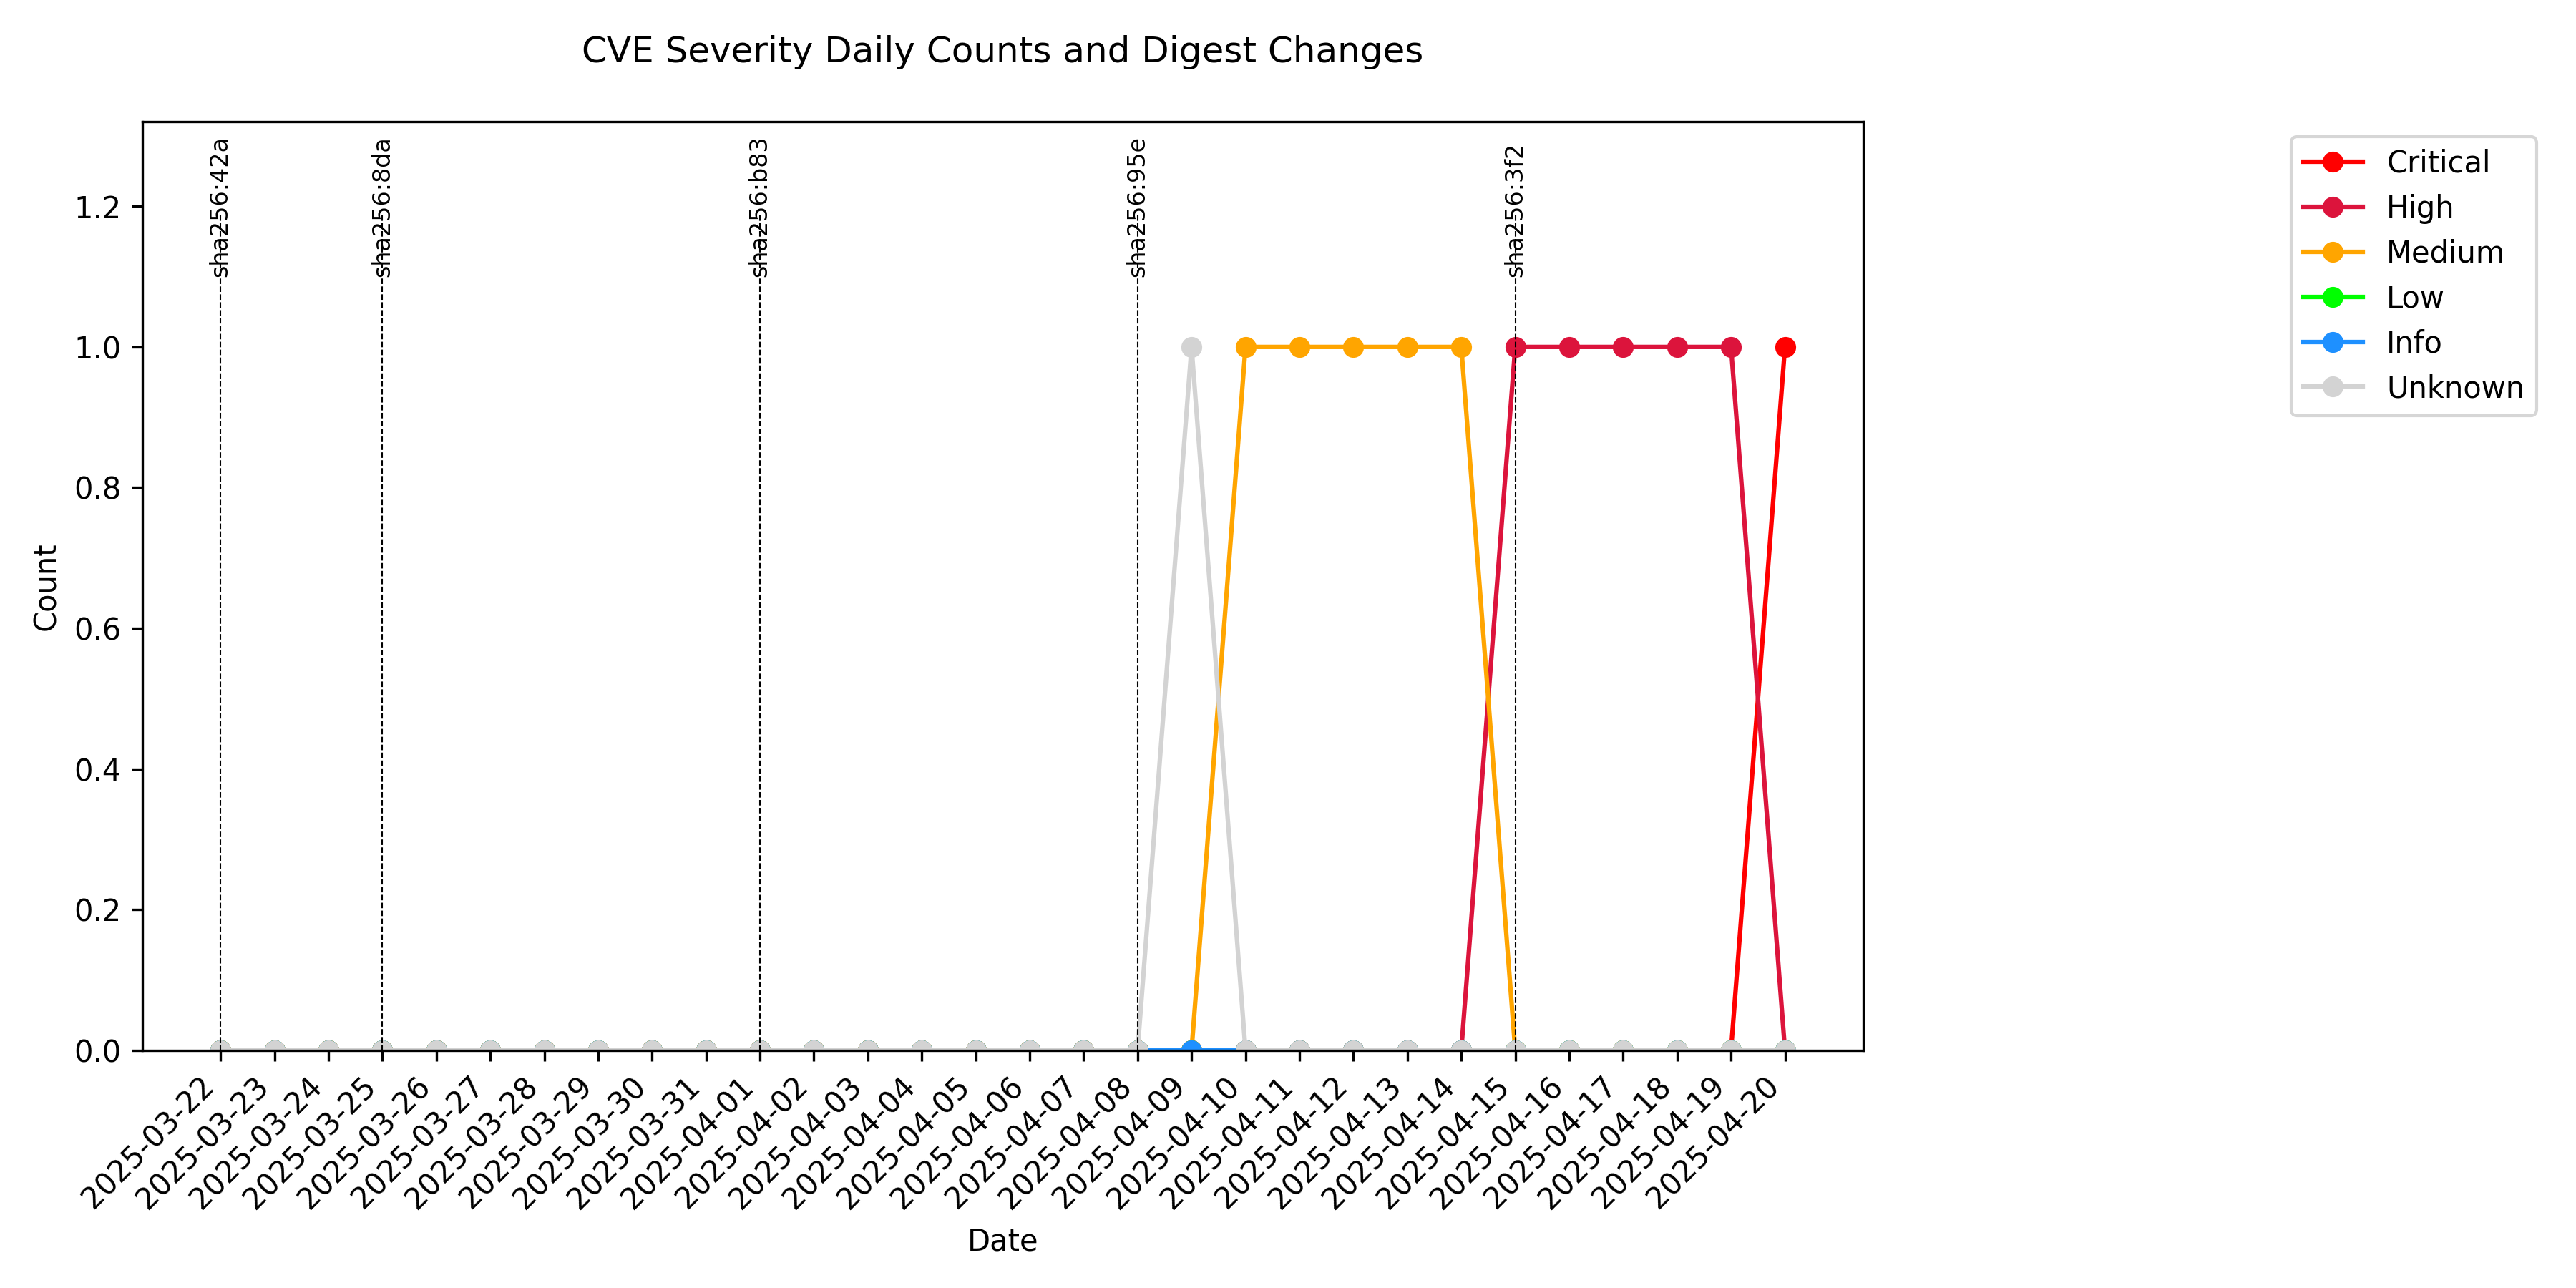 CVE Severity Daily Counts and Digest Changes
sha256:42a
sha256:8da
sha256:b83
sha256:95e
sha256:3f2
Critical
High
Medium
Low
Info
Unknown
1.2
1.0
0.8
0.6
0.4
0.2
0.0
Count
2025-03-22
2025-03-23
2025-03-24
2025-03-25
2025-03-26
2025-03-27
2025-03-28
2025-03-29
2025-03-30
2025-03-31
2025-04-01
2025-04-02
2025-04-03
2025-04-04
2025-04-05
2025-04-06
2025-04-07
2025-04-08
2025-04-09
2025-04-10
2025-04-11
2025-04-12
2025-04-13
2025-04-14
2025-04-15
2025-04-16
2025-04-17
2025-04-18
2025-04-19
2025-04-20
Date